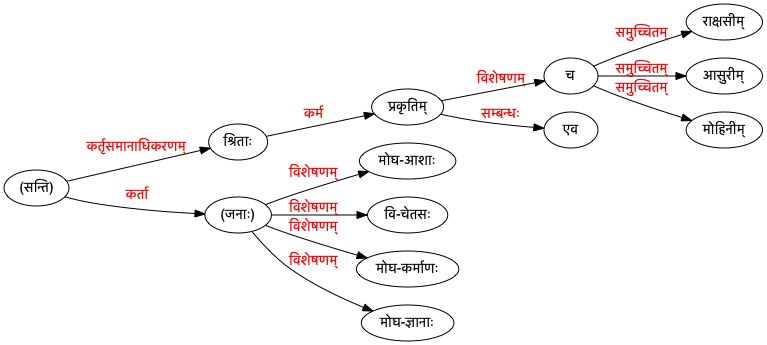 राक्षसीम्
समुच्चितम्
आसुरीम्
समुच्चितम्
समुच्चितम्
मोहिनीम्
च
विशेषणम्
प्रकृतिम्
सम्बन्धः
एव
कर्म
श्रिताः
कर्तृसमानाधिकरणम्
(सन्ति)
कर्ता
(जनाः)
विशेषणम्
मोघ-आशाः
विशेषणम्
वि-चेतसः
विशेषणम्
मोघ-कर्माणः
विशेषणम्
मोघ-ज्ञानाः